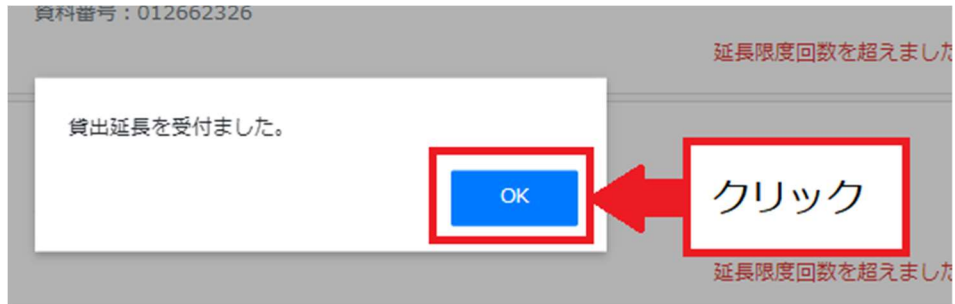 資料番号：012662326
延長限度回数を超えました
貸出延長を受付ました。
OK
クリック
延長限度回数を超えました